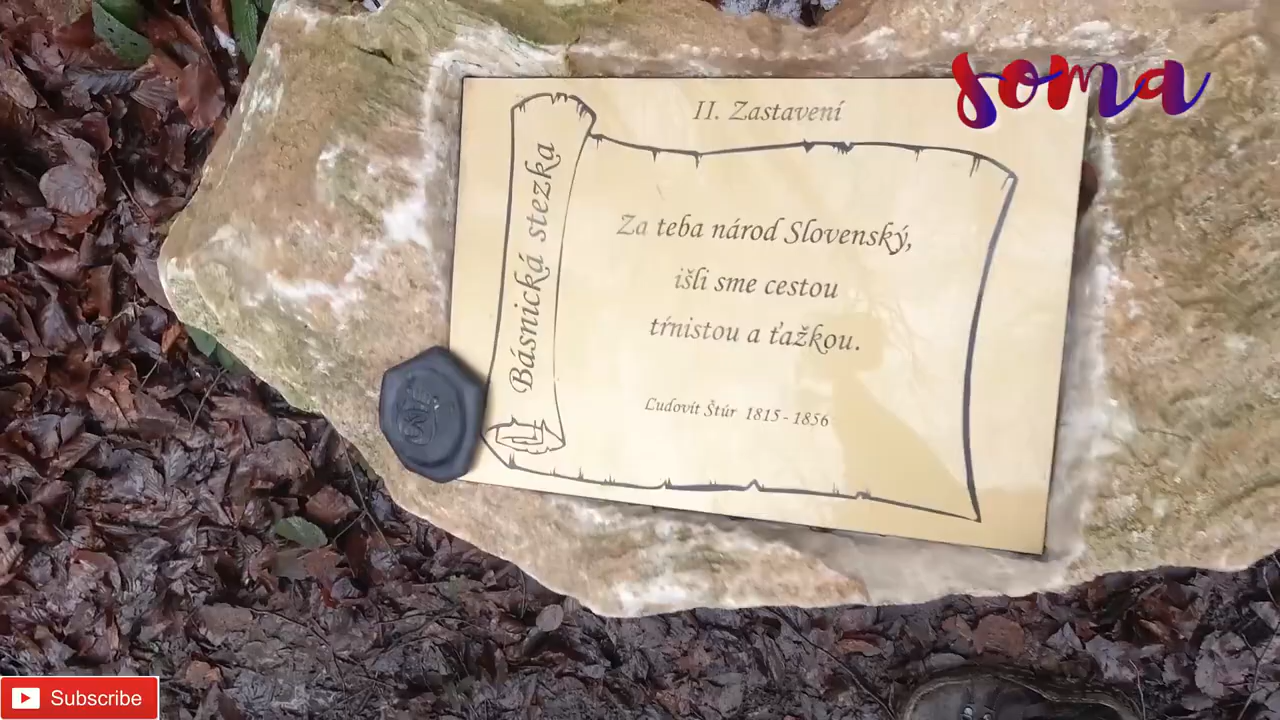 soma
II. Zastavení
Básnická stezka
Za teba národ Slovenský,
išli sme cestou
tŕnistou a ťažkou.
Ľudovít Štúr 1815 - 1856
Subscribe